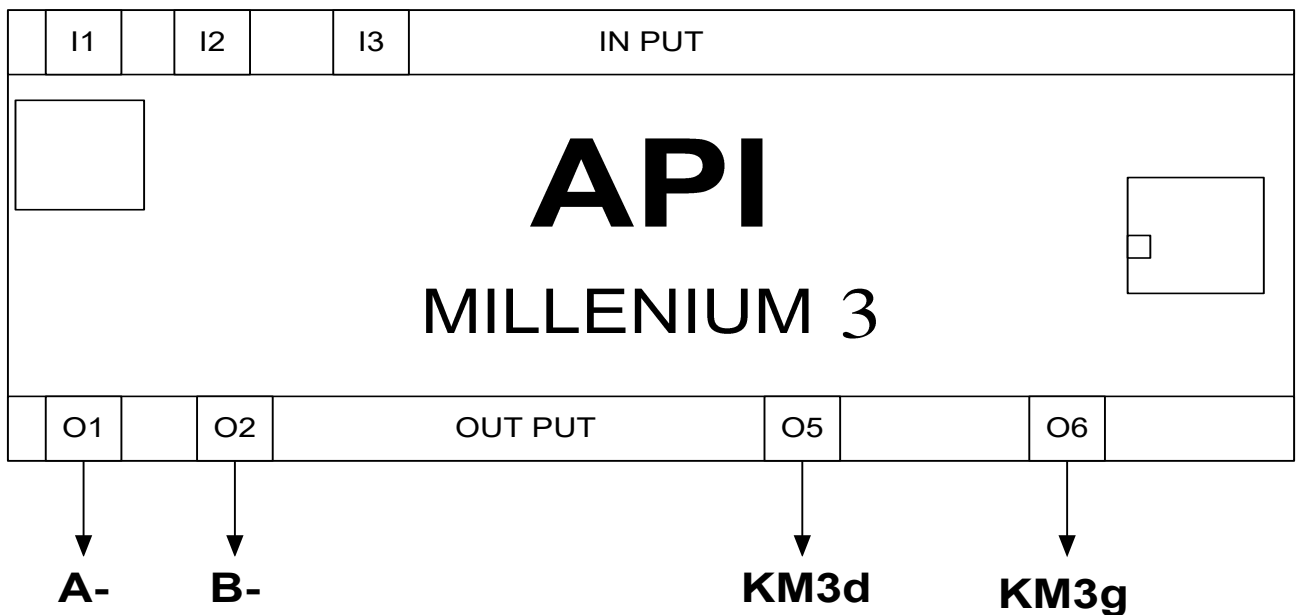 I1 I2 I3 IN PUT
API
MILLENIUM 3
O1 O2 OUT PUT O5 O6
A- B- KM3d KM3g